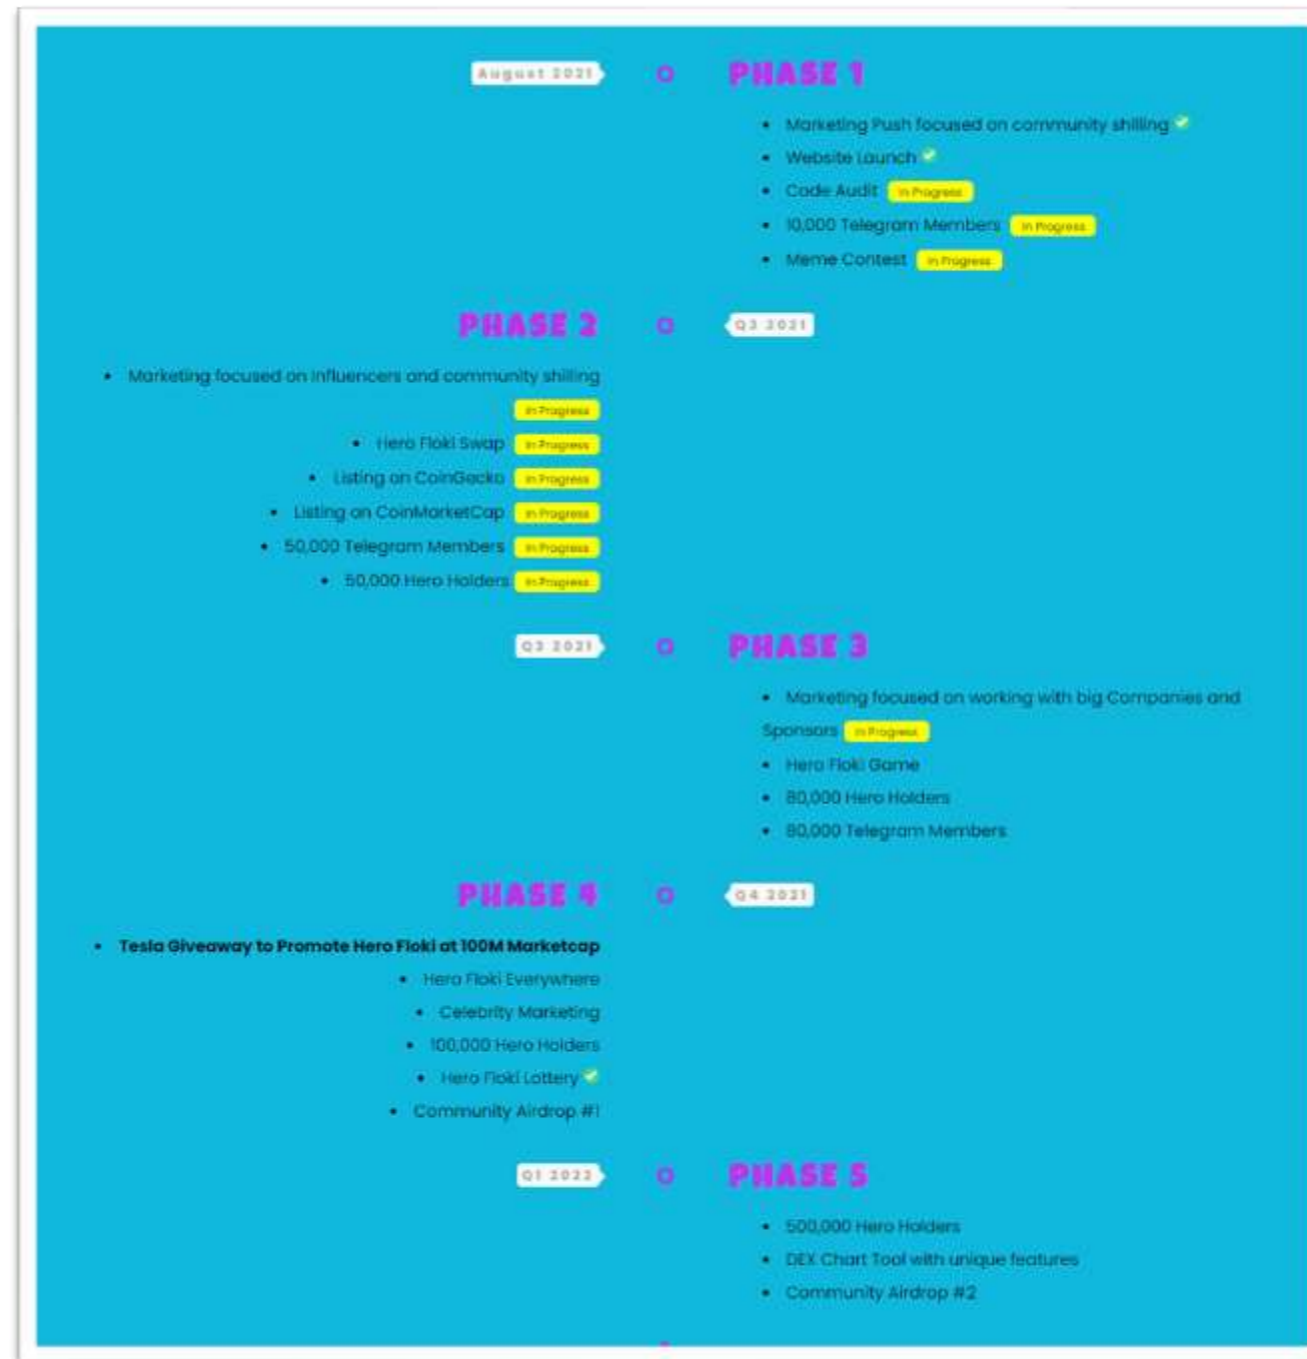 August 2021
PHASE 1
Marketing Push focused on community shilling
Website Launch
Code Audit In Progress
10,000 Telegram Members In Progress
Meme Contest In Progress
PHASE 2
Q3 2021
Marketing focused on Influencers and community shilling
In Progress
Hero Floki Swap In Progress
Listing on CoinGecko In Progress
Listing on CoinMarketCap In Progress
50,000 Telegram Members In Progress
50,000 Hero Holders In Progress
Q3 2021
PHASE 3
Marketing focused on working with big Companies and
Sponsors In Progress
Hero Floki Game
80,000 Hero Holders
80,000 Telegram Members
PHASE 4
Q4 2021
Tesla Giveaway to Promote Hero Floki at 100M Marketcap
Hero Floki Everywhere
Celebrity Marketing
100,000 Hero Holders
Hero Floki Lottery
Community Airdrop #1
Q1 2022
PHASE 5
500,000 Hero Holders
DEX Chart Tool with unique features
Community Airdrop #2